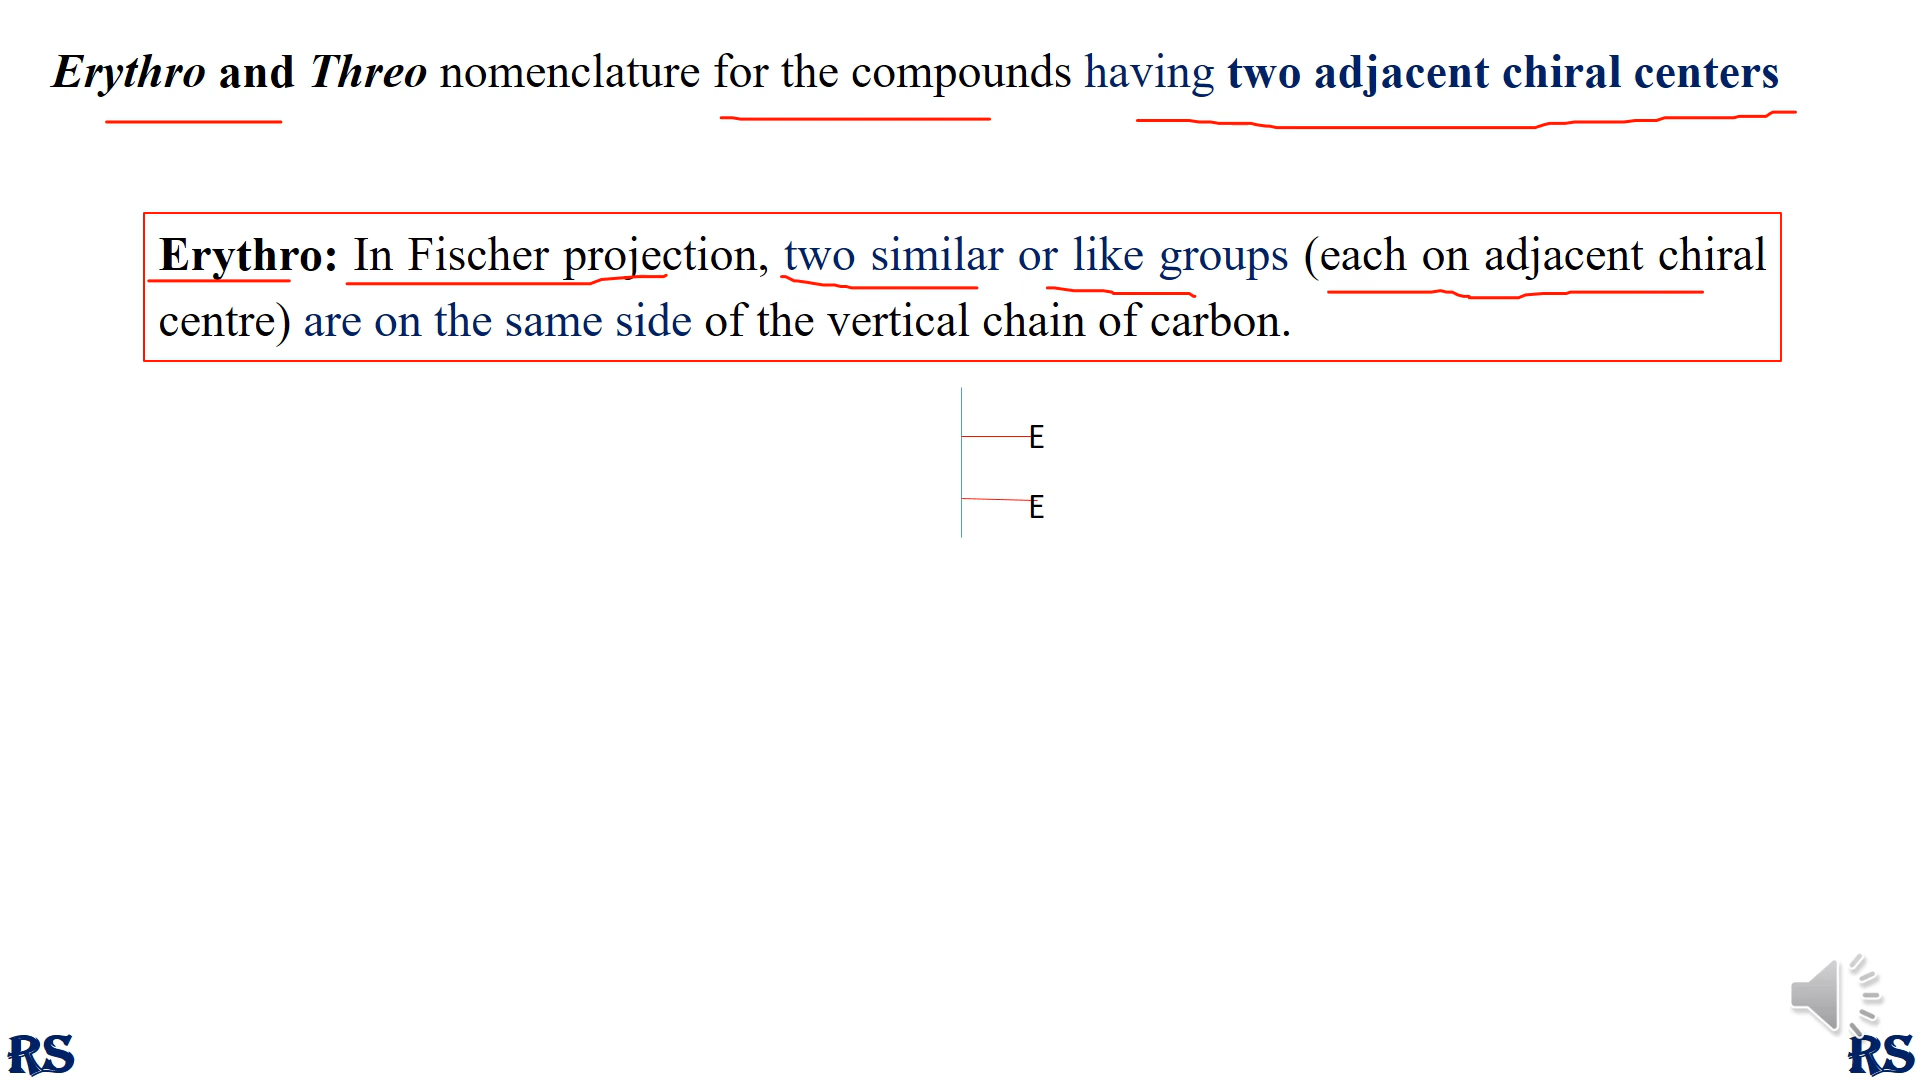 Erythro and Threo nomenclature for the compounds having two adjacent chiral centers
Erythro: In Fischer projection, two similar or like groups (each on adjacent chiral
centre) are on the same side of the vertical chain of carbon.
E
E
RS
RS